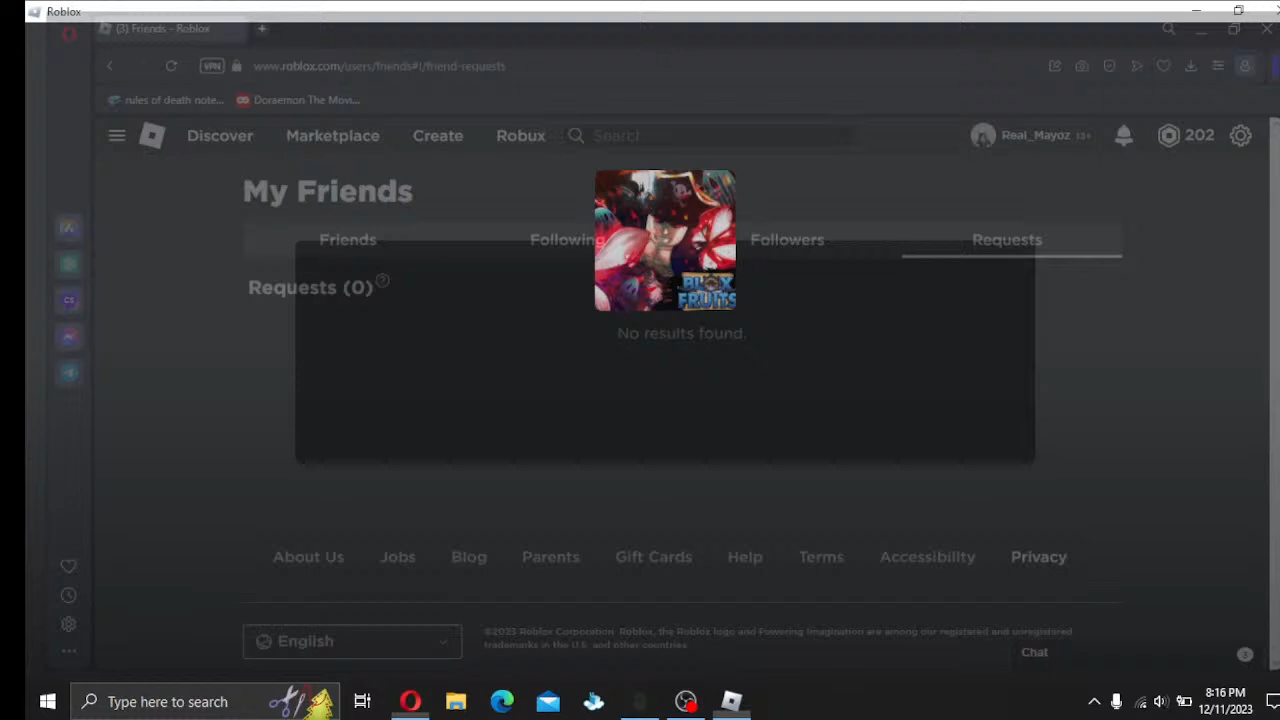 Roblox
(3) Friends - Roblox
VPN www.roblox.com/users/friends#!/friend-requests
rules of death note... Doraemon The Movi...
Discover Marketplace Create Robux Search Real_Mayoz 13+ 202
My Friends
Friends Following Followers Requests
Requests (0)
BLOX
FRUITS
No results found.
CS
About Us Jobs Blog Parents Gift Cards Help Terms Accessibility Privacy
English
©2023 Roblox Corporation. Roblox, the Roblox logo and Powering Imagination are among our registered and unregistered
trademarks in the U.S. and other countries.
Chat
Type here to search
8:16 PM
12/11/2023